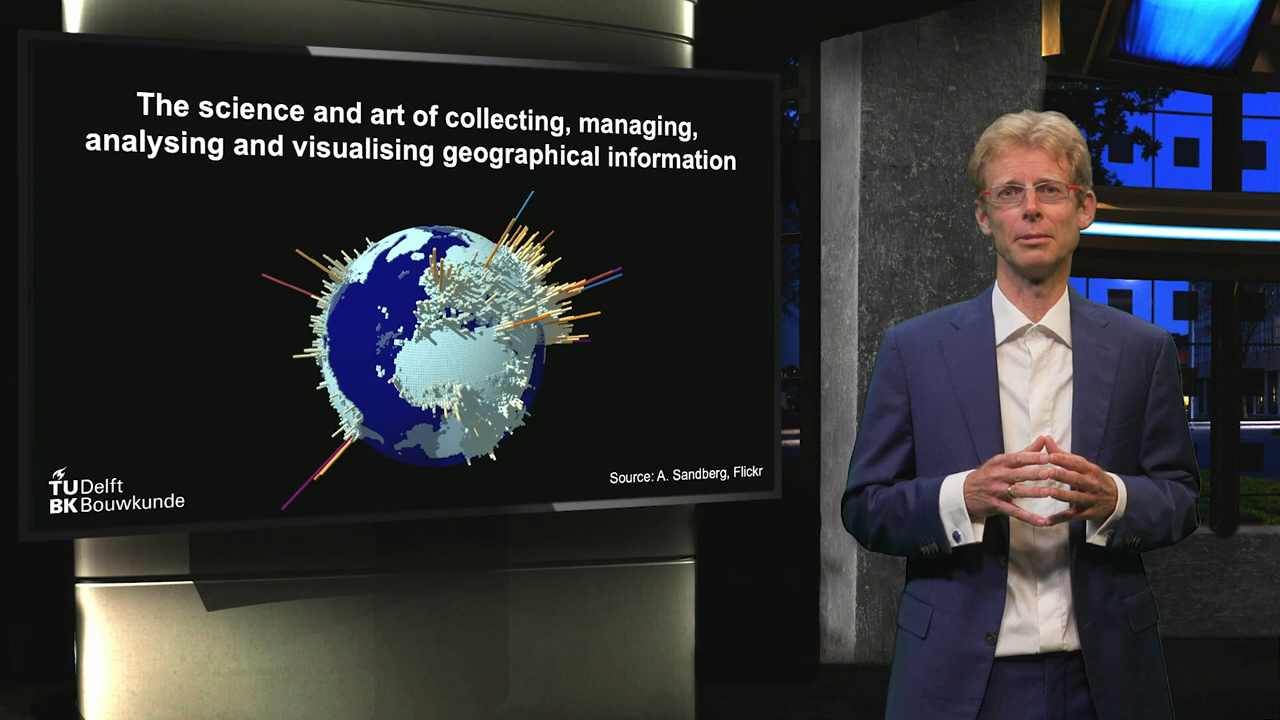 The science and art of collecting, managing,
analysing and visualising geographical information
Source: A. Sandberg, Flickr
TU Delft
BK Bouwkunde